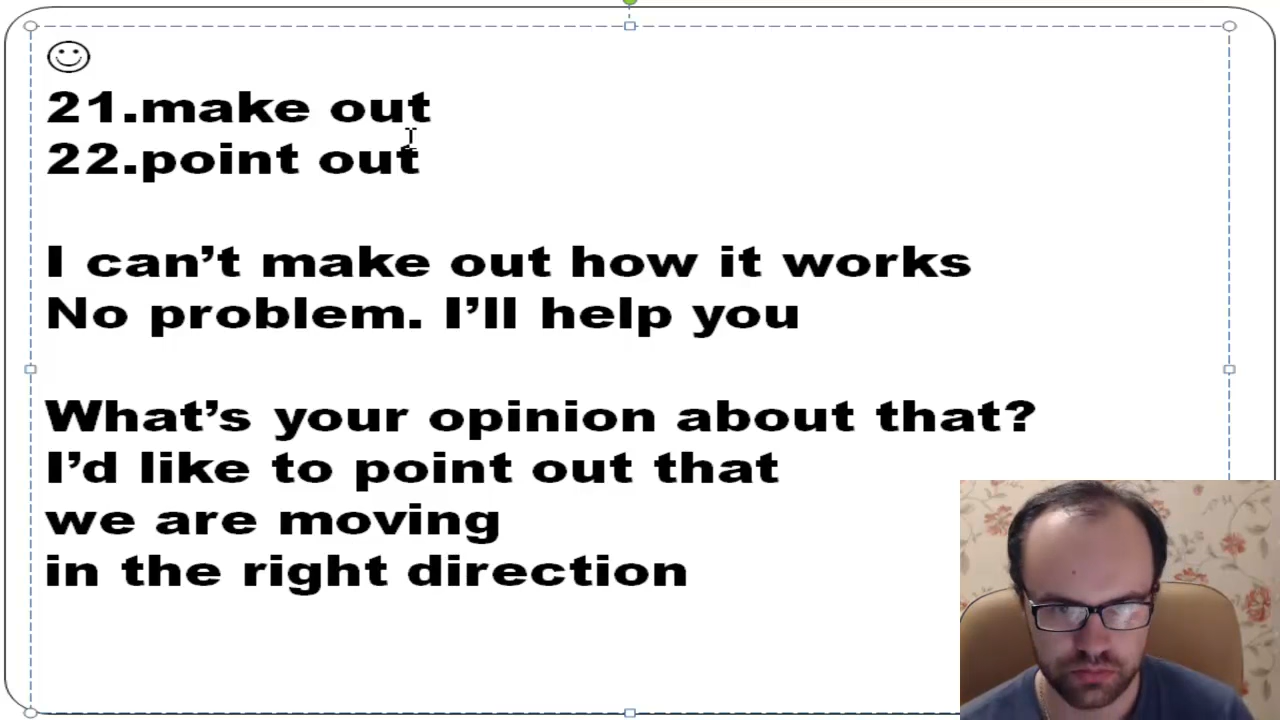 21.make out
22.point out
I can’t make out how it works
No problem. I’ll help you
What’s your opinion about that?
I’d like to point out that
we are moving
in the right direction